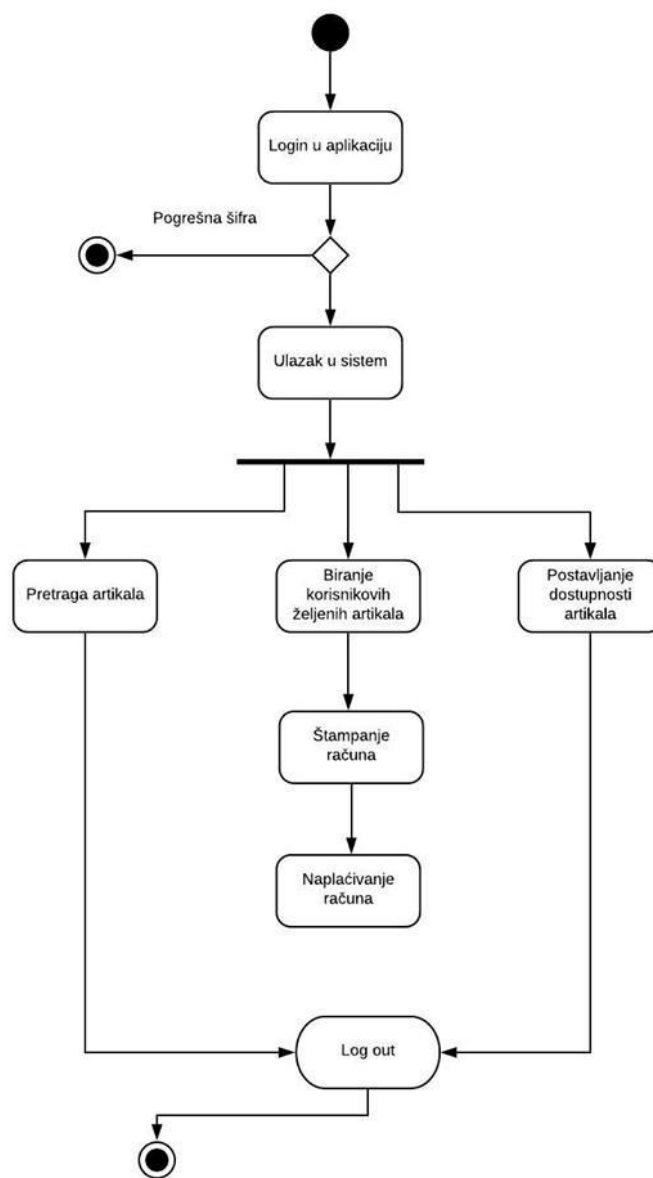 Login u aplikaciju
Pogrešna šifra
Ulazak u sistem
Pretraga artikala
Biranje
korisnikovih
željenih artikala
Postavljanje
dostupnosti
artikala
Štampanje
računa
Naplaćivanje
računa
Log out